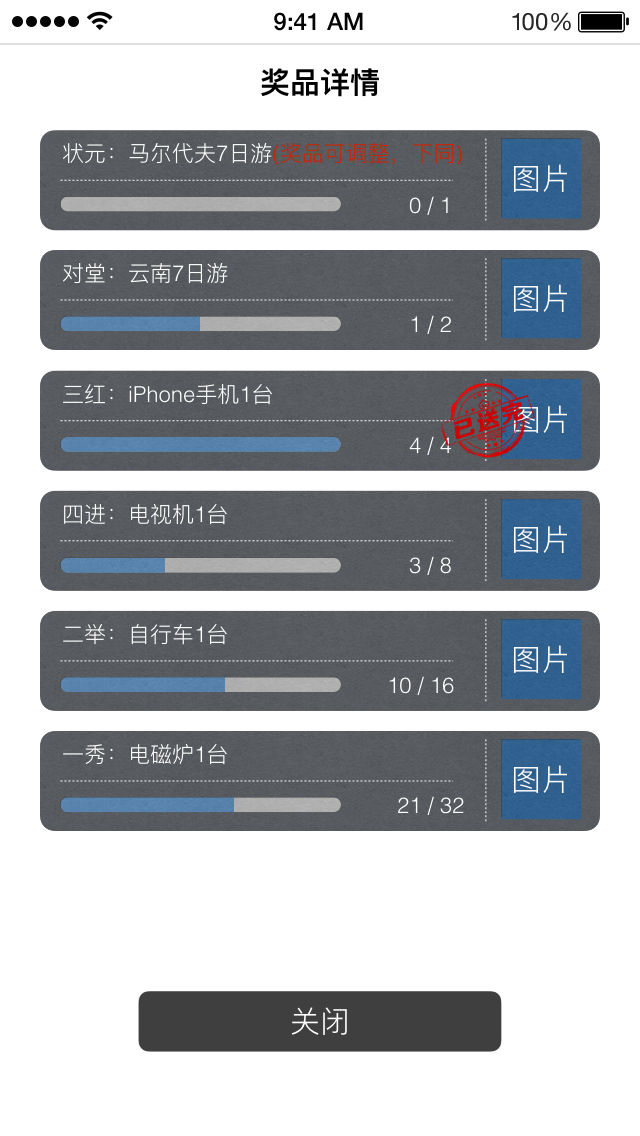 9:41 AM 100%
奖品详情
状元：马尔代夫7日游(奖品可调整，下同)
0 / 1
图片
对堂：云南7日游
1 / 2
图片
三红：iPhone手机1台
4 / 4
已送完
图片
四进：电视机1台
3 / 8
图片
二举：自行车1台
10 / 16
图片
一秀：电磁炉1台
21 / 32
图片
关闭